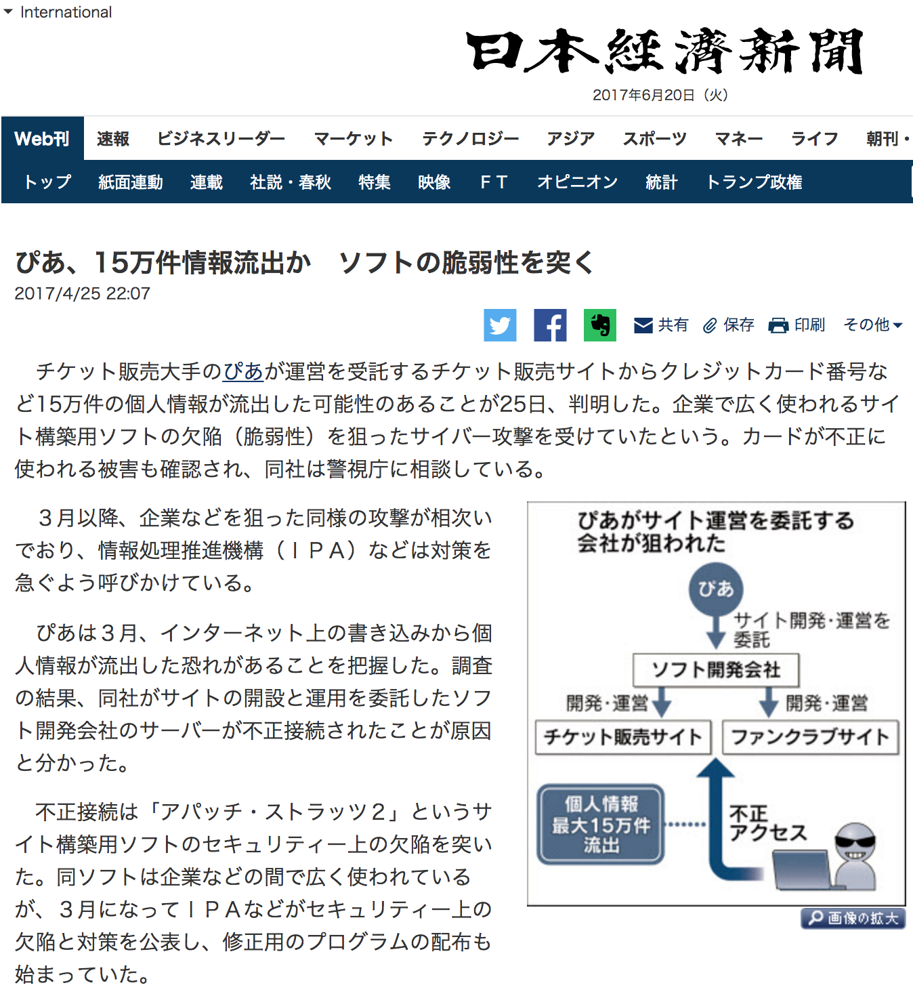 International
日本経済新聞
2017年6月20日（火）
Web刊 速報 ビジネスリーダー マーケット テクノロジー アジア スポーツ マネー ライフ 朝刊・
トップ 紙面連動 連載 社説・春秋 特集 映像 ＦＴ オピニオン 統計 トランプ政権
ぴあ、15万件情報流出か　ソフトの脆弱性を突く
2017/4/25 22:07
共有 保存 印刷 その他
チケット販売大手のぴあが運営を受託するチケット販売サイトからクレジットカード番号な
ど15万件の個人情報が流出した可能性のあることが25日、判明した。企業で広く使われるサイ
ト構築用ソフトの欠陥（脆弱性）を狙ったサイバー攻撃を受けていたという。カードが不正に
使われる被害も確認され、同社は警視庁に相談している。
３月以降、企業などを狙った同様の攻撃が相次い
でおり、情報処理推進機構（ＩＰＡ）などは対策を
急ぐよう呼びかけている。
ぴあは３月、インターネット上の書き込みから個
人情報が流出した恐れがあることを把握した。調査
の結果、同社がサイトの開設と運用を委託したソフ
ト開発会社のサーバーが不正接続されたことが原因
と分かった。
不正接続は「アパッチ・ストラッツ２」というサ
イト構築用ソフトのセキュリティー上の欠陥を突い
た。同ソフトは企業などの間で広く使われている
が、３月になってＩＰＡなどがセキュリティー上の
欠陥と対策を公表し、修正用のプログラムの配布も
始まっていた。
ぴあがサイト運営を委託する
会社が狙われた
ぴあ
サイト開発・運営を
委託
ソフト開発会社
開発・運営
開発・運営
チケット販売サイト
ファンクラブサイト
個人情報
最大15万件
流出
不正
アクセス
画像の拡大